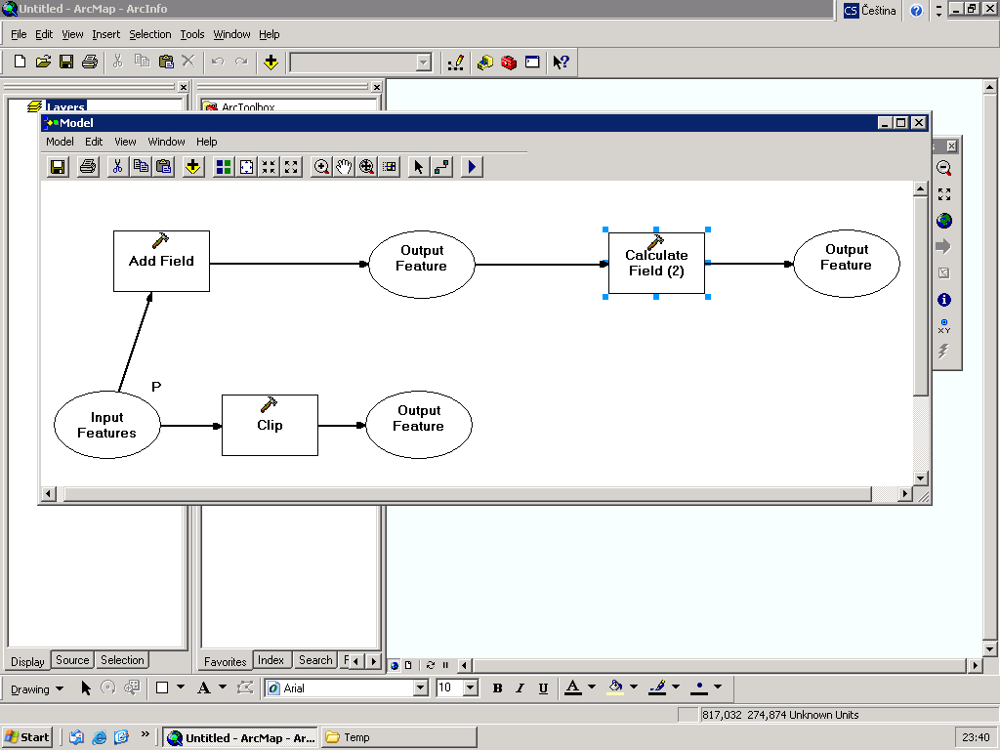 Untitled - ArcMap - ArcInfo
CS Čeština
File Edit View Insert Selection Tools Window Help
Layers
ArcToolbox
Model
Model Edit View Window Help
Add Field
Output
Feature
Calculate
Field (2)
Output
Feature
P
Input
Features
Clip
Output
Feature
XY
Display Source Selection
Favorites Index Search F
Drawing A Arial 10 B I U A
817,032 274,874 Unknown Units
Start Untitled - ArcMap - Ar... Temp 23:40